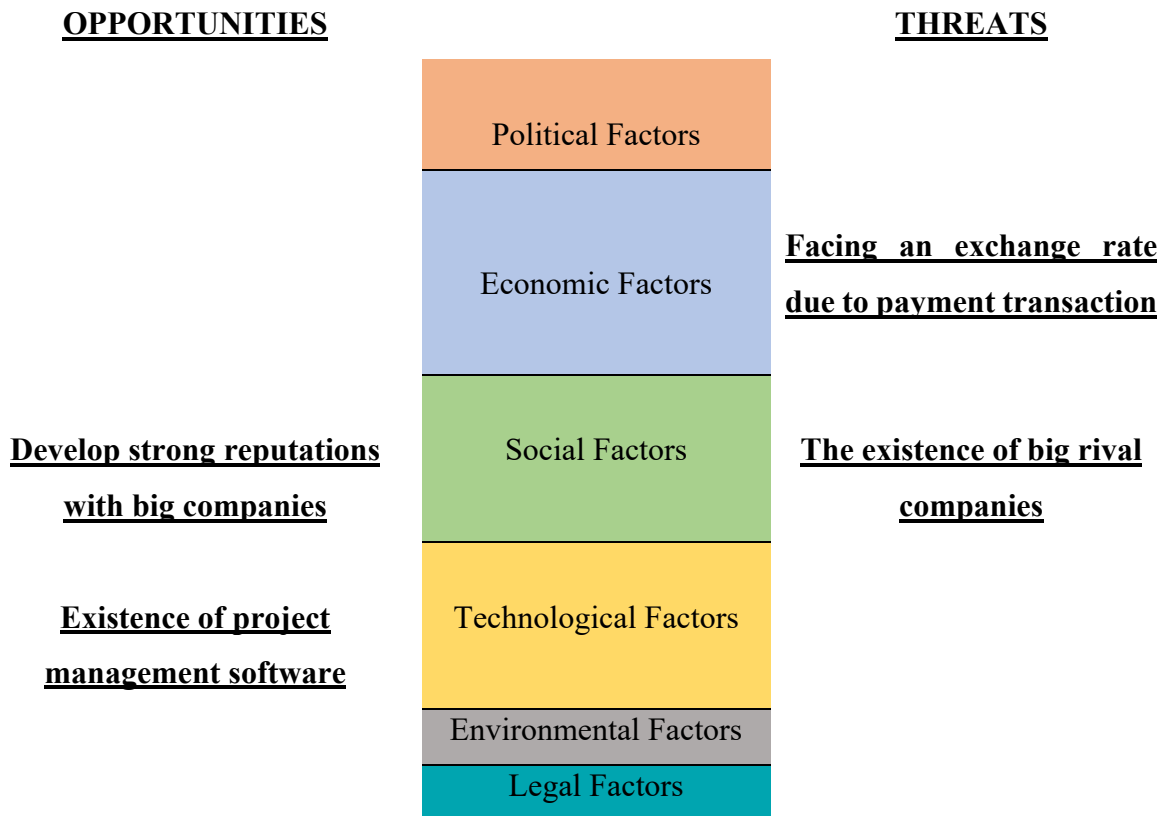 OPPORTUNITIES
THREATS
Political Factors
Economic Factors
Facing an exchange rate
due to payment transaction
Develop strong reputations
with big companies
Social Factors
The existence of big rival
companies
Existence of project
management software
Technological Factors
Environmental Factors
Legal Factors